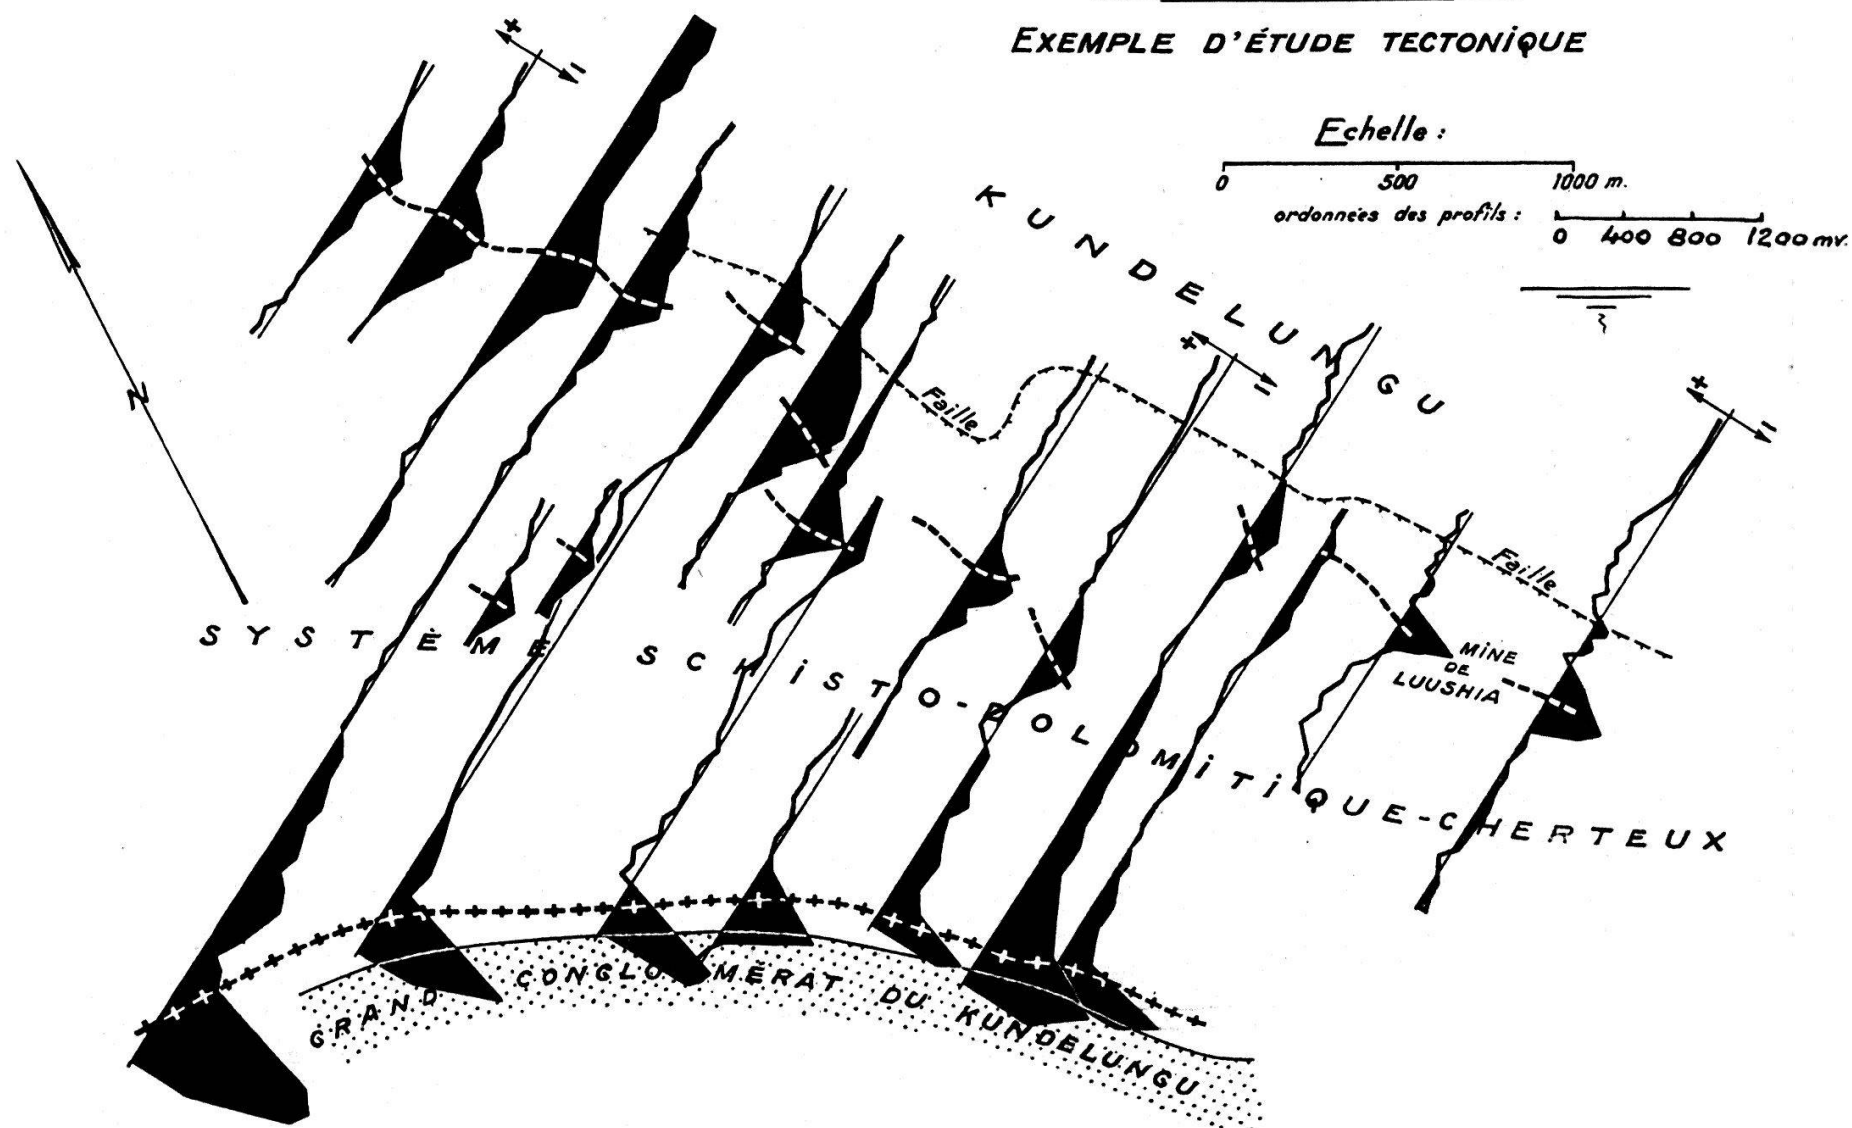 EXEMPLE D'ÉTUDE TECTONIQUE
Echelle :
0 500 1000 m.
ordonnées des profils :
0 400 800 1200 mv.
+ -
N
KUNDELUNGU
Faille
+ -
+ -
Faille
SYSTÈME SCHISTO-DOLOMITIQUE-CHERTEUX
MINE
DE
LUUSHIA
GRAND CONGLOMÉRAT DU KUNDELUNGU